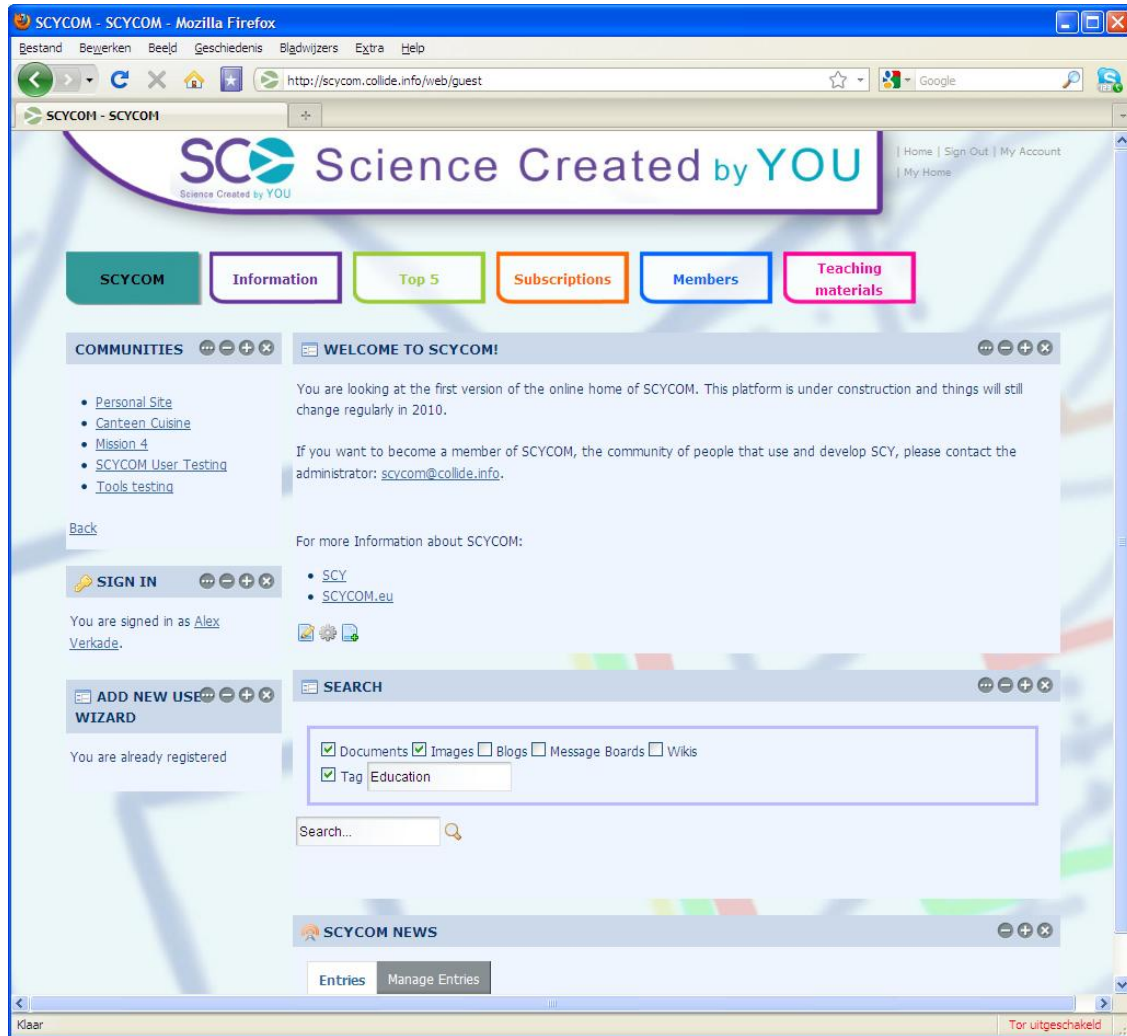 SCYCOM - SCYCOM - Mozilla Firefox
Bestand Bewerken Beeld Geschiedenis Bladwijzers Extra Help
http://scycom.collide.info/web/guest
Google
SCYCOM - SCYCOM
SC
Science Created by YOU
Science Created by YOU
| Home | Sign Out | My Account
| My Home
SCYCOM
Information
Top 5
Subscriptions
Members
Teaching
materials
COMMUNITIES
Personal Site
Canteen Cuisine
Mission 4
SCYCOM User Testing
Tools testing
Back
SIGN IN
You are signed in as Alex
Verkade.
ADD NEW USE
WIZARD
You are already registered
WELCOME TO SCYCOM!
You are looking at the first version of the online home of SCYCOM. This platform is under construction and things will still
change regularly in 2010.
If you want to become a member of SCYCOM, the community of people that use and develop SCY, please contact the
administrator: scycom@collide.info.
For more Information about SCYCOM:
SCY
SCYCOM.eu
SEARCH
Documents Images Blogs Message Boards Wikis
Tag Education
Search...
SCYCOM NEWS
Entries Manage Entries
Klaar
Tor uitgeschakeld